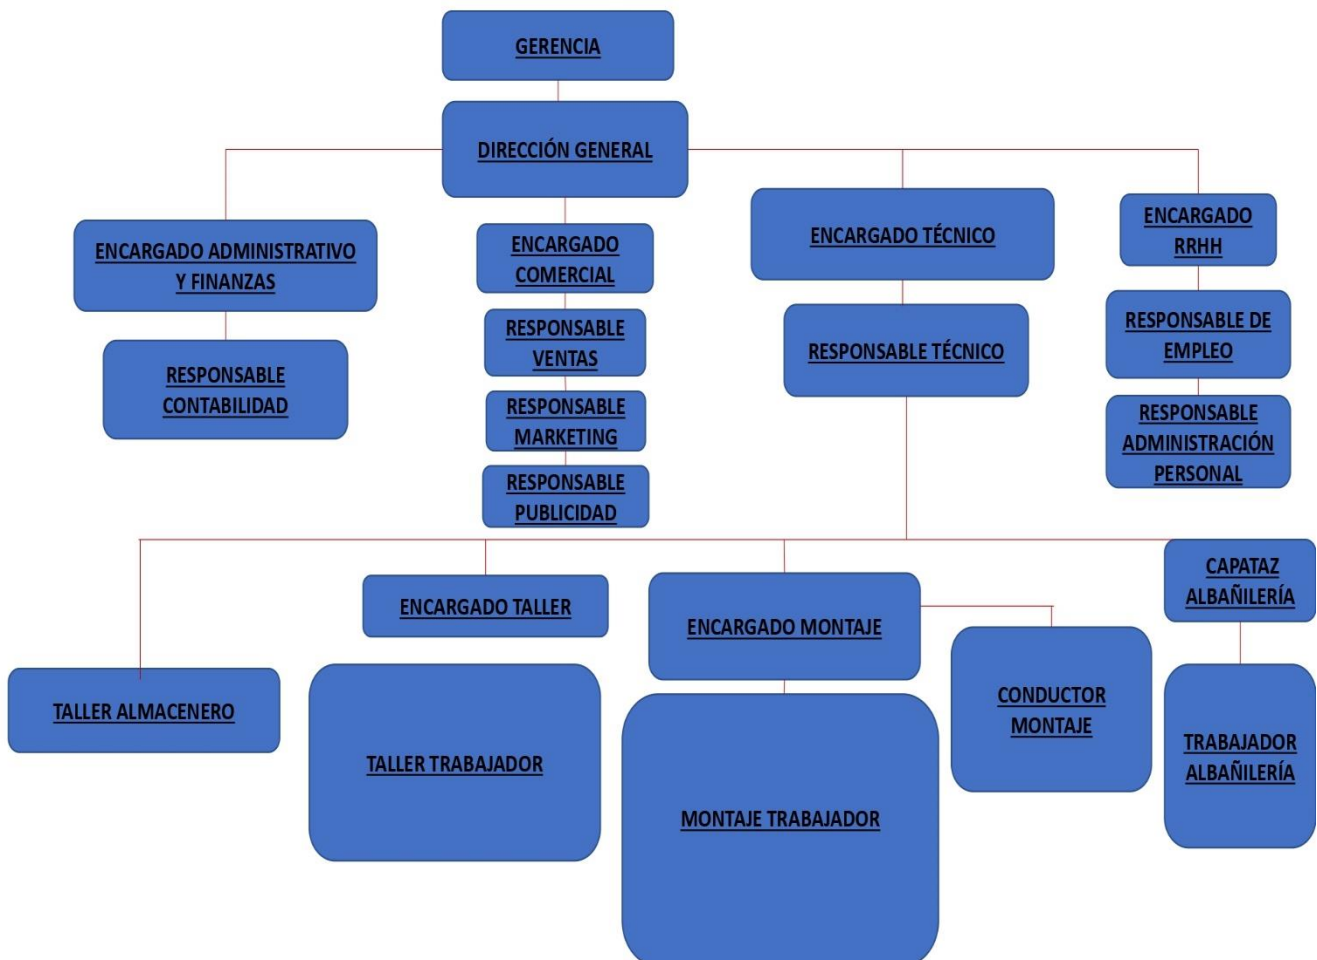 GERENCIA
DIRECCIÓN GENERAL
ENCARGADO ADMINISTRATIVO
Y FINANZAS
RESPONSABLE
CONTABILIDAD
ENCARGADO
COMERCIAL
RESPONSABLE
VENTAS
RESPONSABLE
MARKETING
RESPONSABLE
PUBLICIDAD
ENCARGADO TÉCNICO
RESPONSABLE TÉCNICO
ENCARGADO
RRHH
RESPONSABLE DE
EMPLEO
RESPONSABLE
ADMINISTRACIÓN
PERSONAL
TALLER ALMACENERO
ENCARGADO TALLER
TALLER TRABAJADOR
ENCARGADO MONTAJE
MONTAJE TRABAJADOR
CONDUCTOR
MONTAJE
CAPATAZ
ALBAÑILERÍA
TRABAJADOR
ALBAÑILERÍA